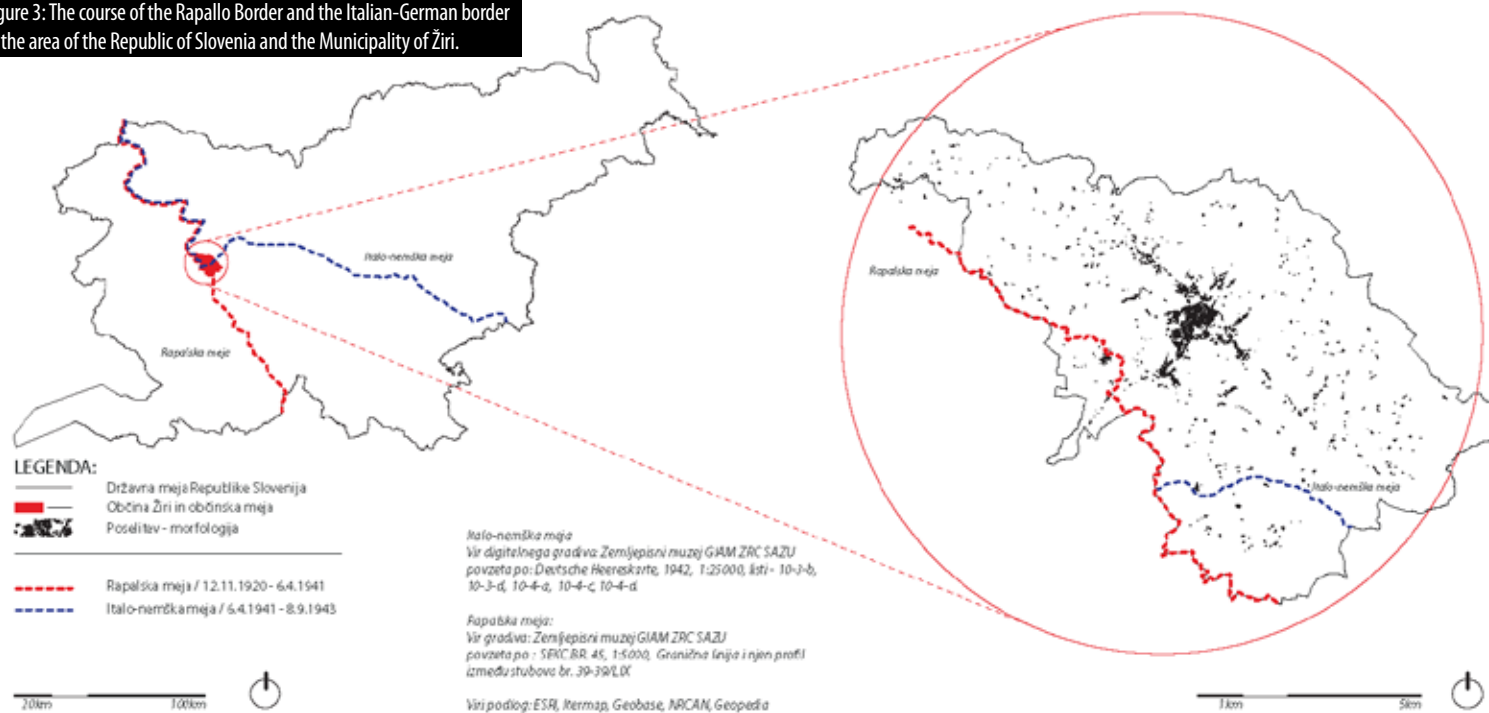 gure 3: The course of the Rapallo Border and the Italian-German border
the area of the Republic of Slovenia and the Municipality of Žiri.
Italo-nemška meja
Rapalska meja
Rapalska meja
Italo-nemška meja
LEGENDA:
Državna meja Republike Slovenija
Občina Žiri in občinska meja
Poselitev - morfologija
Rapalska meja / 12.11.1920 - 6.4.1941
Italo-nemška meja / 6.4.1941 - 8.9.1943
Italo-nemška meja
Vir digitalnega gradiva: Zemljepisni muzej GIAM ZRC SAZU
povzeto po: Deutsche Heereskarte, 1942, 1:25000, listi - 10-3-b,
10-3-d, 10-4-a, 10-4-c, 10-4-d.
Rapalska meja:
Vir gradiva: Zemljepisni muzej GIAM ZRC SAZU
povzeto po : SEKC.BR. 45, 1:5000, Granična linija i njen profil
između stubova br. 39-39/LIX
Viri podlog: ESRI, Itermap, Geobase, NRCAN, Geopedia
20km 100km
1km 5km